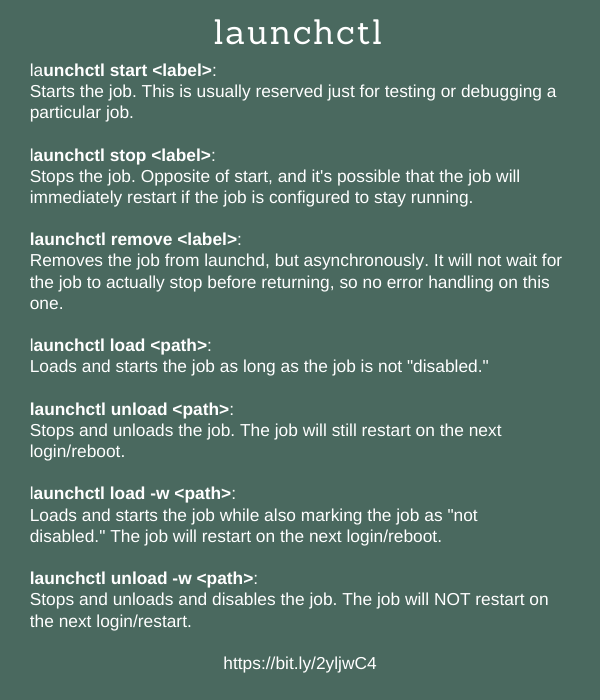 launchctl
launchctl start <label>:
Starts the job. This is usually reserved just for testing or debugging a
particular job.
launchctl stop <label>:
Stops the job. Opposite of start, and it's possible that the job will
immediately restart if the job is configured to stay running.
launchctl remove <label>:
Removes the job from launchd, but asynchronously. It will not wait for
the job to actually stop before returning, so no error handling on this
one.
launchctl load <path>:
Loads and starts the job as long as the job is not "disabled."
launchctl unload <path>:
Stops and unloads the job. The job will still restart on the next
login/reboot.
launchctl load -w <path>:
Loads and starts the job while also marking the job as "not
disabled." The job will restart on the next login/reboot.
launchctl unload -w <path>:
Stops and unloads and disables the job. The job will NOT restart on
the next login/restart.
https://bit.ly/2yljwC4